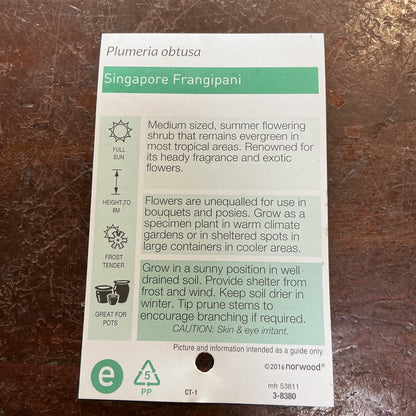 Plumeria obtusa
Singapore Frangipani
FULL
SUN
Medium sized, summer flowering
shrub that remains evergreen in
most tropical areas. Renowned for
its heady fragrance and exotic
flowers.
HEIGHT TO
8M
Flowers are unequalled for use in
bouquets and posies. Grow as a
specimen plant in warm climate
gardens or in sheltered spots in
large containers in cooler areas.
FROST
TENDER
Grow in a sunny position in well
drained soil. Provide shelter from
frost and wind. Keep soil drier in
winter. Tip prune stems to
encourage branching if required.
CAUTION: Skin & eye irritant.
GREAT FOR
POTS
Picture and information intended as a guide only.
©2016 norwood®
e
5
PP
CT-1
mfr 53811
3-8380